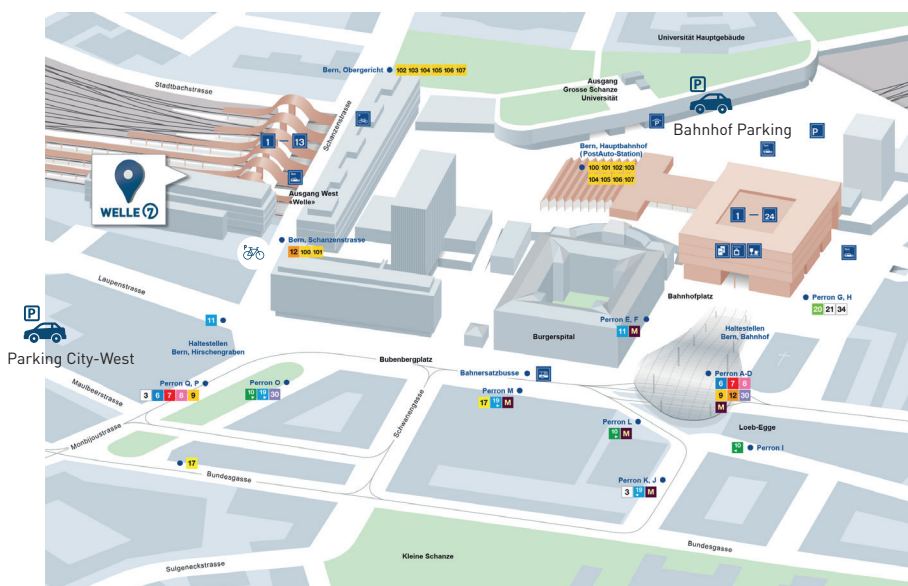 Universität Hauptgebäude
Bern, Obergericht
102 103 104 105 106 107
Stadtbachstrasse
Schanzenstrasse
Ausgang
Grosse Schanze
Universität
P
Bahnhof Parking
P
P
1 — 13
Bern, Hauptbahnhof
(PostAuto-Station)
100 101 102 103
104 105 106 107
WELLE 7
Ausgang West
«Welle»
1 — 24
P
Bern, Schanzenstrasse
12 100 101
Laupenstrasse
Bahnhofplatz
Perron G, H
20 21 34
P
Parking City-West
11
Haltestellen
Bern, Hirschengraben
Perron E, F
11 M
Burgerspital
Haltestellen
Bern, Bahnhof
Bubenbergplatz
Bahnersatzbusse
Perron A-D
6 7 8
9 12 30
M
Maulbeerstrasse
Perron Q, P
3 6 7 8 9
Perron O
10 19 30
Perron M
17 19 M
Schwanengasse
Perron L
10 M
Loeb-Egge
10
Perron I
Monbijoustrasse
17
Bundesgasse
Perron K, J
3 19 M
Bundesgasse
Kleine Schanze
Sulgeneckstrasse